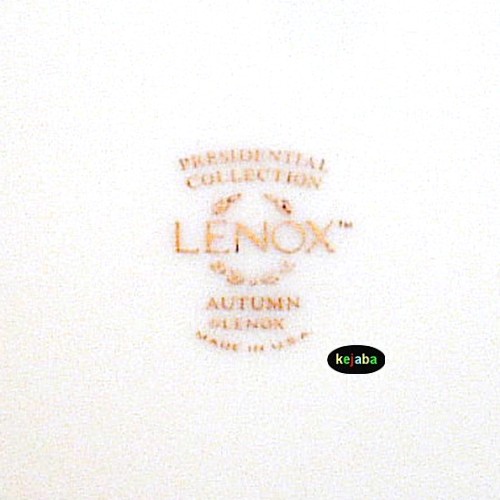 PRESIDENTIAL
COLLECTION
LENOX™
AUTUMN
©LENOX
MADE IN U.S.A.
kejaba